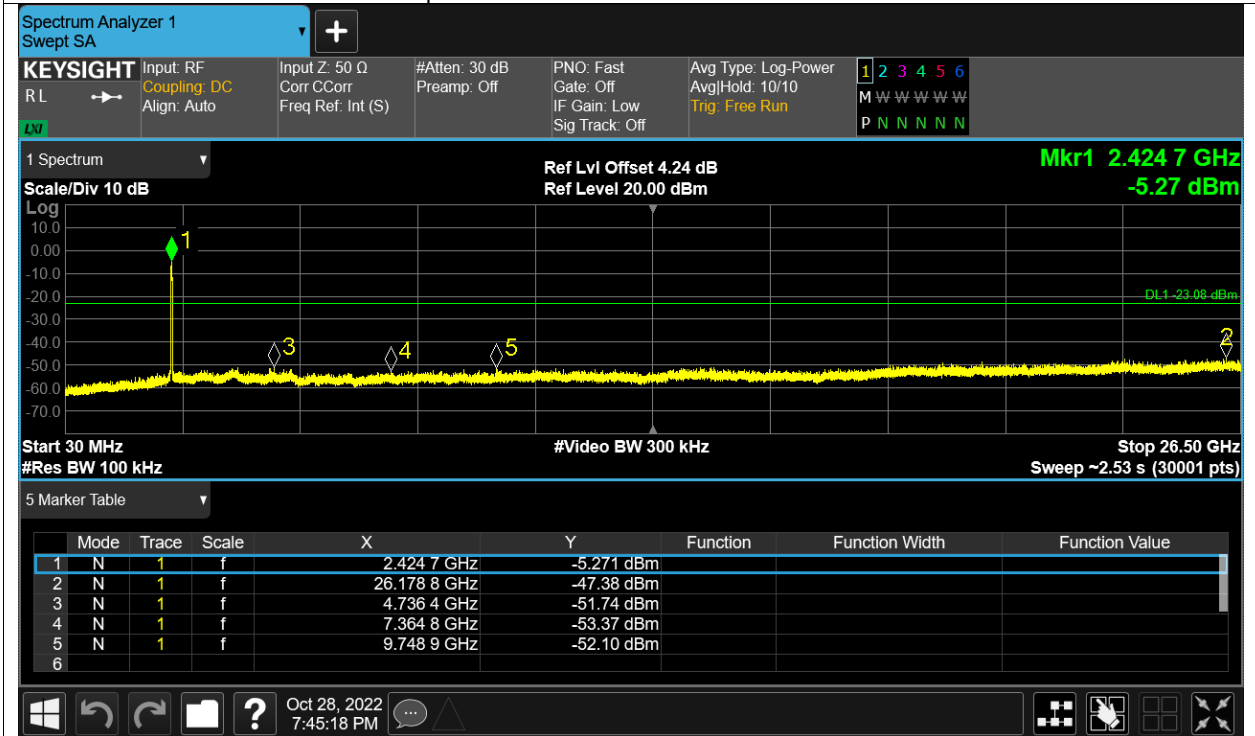 Spectrum Analyzer 1
Swept SA
+
KEYSIGHT Input: RF Input Z: 50 Ω #Atten: 30 dB PNO: Fast Avg Type: Log-Power 1 2 3 4 5 6
R L Coupling: DC Corr CCorr Preamp: Off Gate: Off Avg|Hold: 10/10 M W W W W W W
Align: Auto Freq Ref: Int (S) IF Gain: Low Trig: Free Run
LXI Sig Track: Off P N N N N N N
1 Spectrum Ref Lvl Offset 4.24 dB Mkr1 2.424 7 GHz
Scale/Div 10 dB Ref Level 20.00 dBm -5.27 dBm
Log
10.0
1
0.00
-10.0
-20.0 DL1 -23.08 dBm
-30.0
-40.0 2
3 4 5
-50.0
-60.0
-70.0
Start 30 MHz #Video BW 300 kHz Stop 26.50 GHz
#Res BW 100 kHz Sweep ~2.53 s (30001 pts)
5 Marker Table
Mode Trace Scale X Y Function Function Width Function Value
1 N 1 f 2.424 7 GHz -5.271 dBm
2 N 1 f 26.178 8 GHz -47.38 dBm
3 N 1 f 4.736 4 GHz -51.74 dBm
4 N 1 f 7.364 8 GHz -53.37 dBm
5 N 1 f 9.748 9 GHz -52.10 dBm
6
? Oct 28, 2022
7:45:18 PM